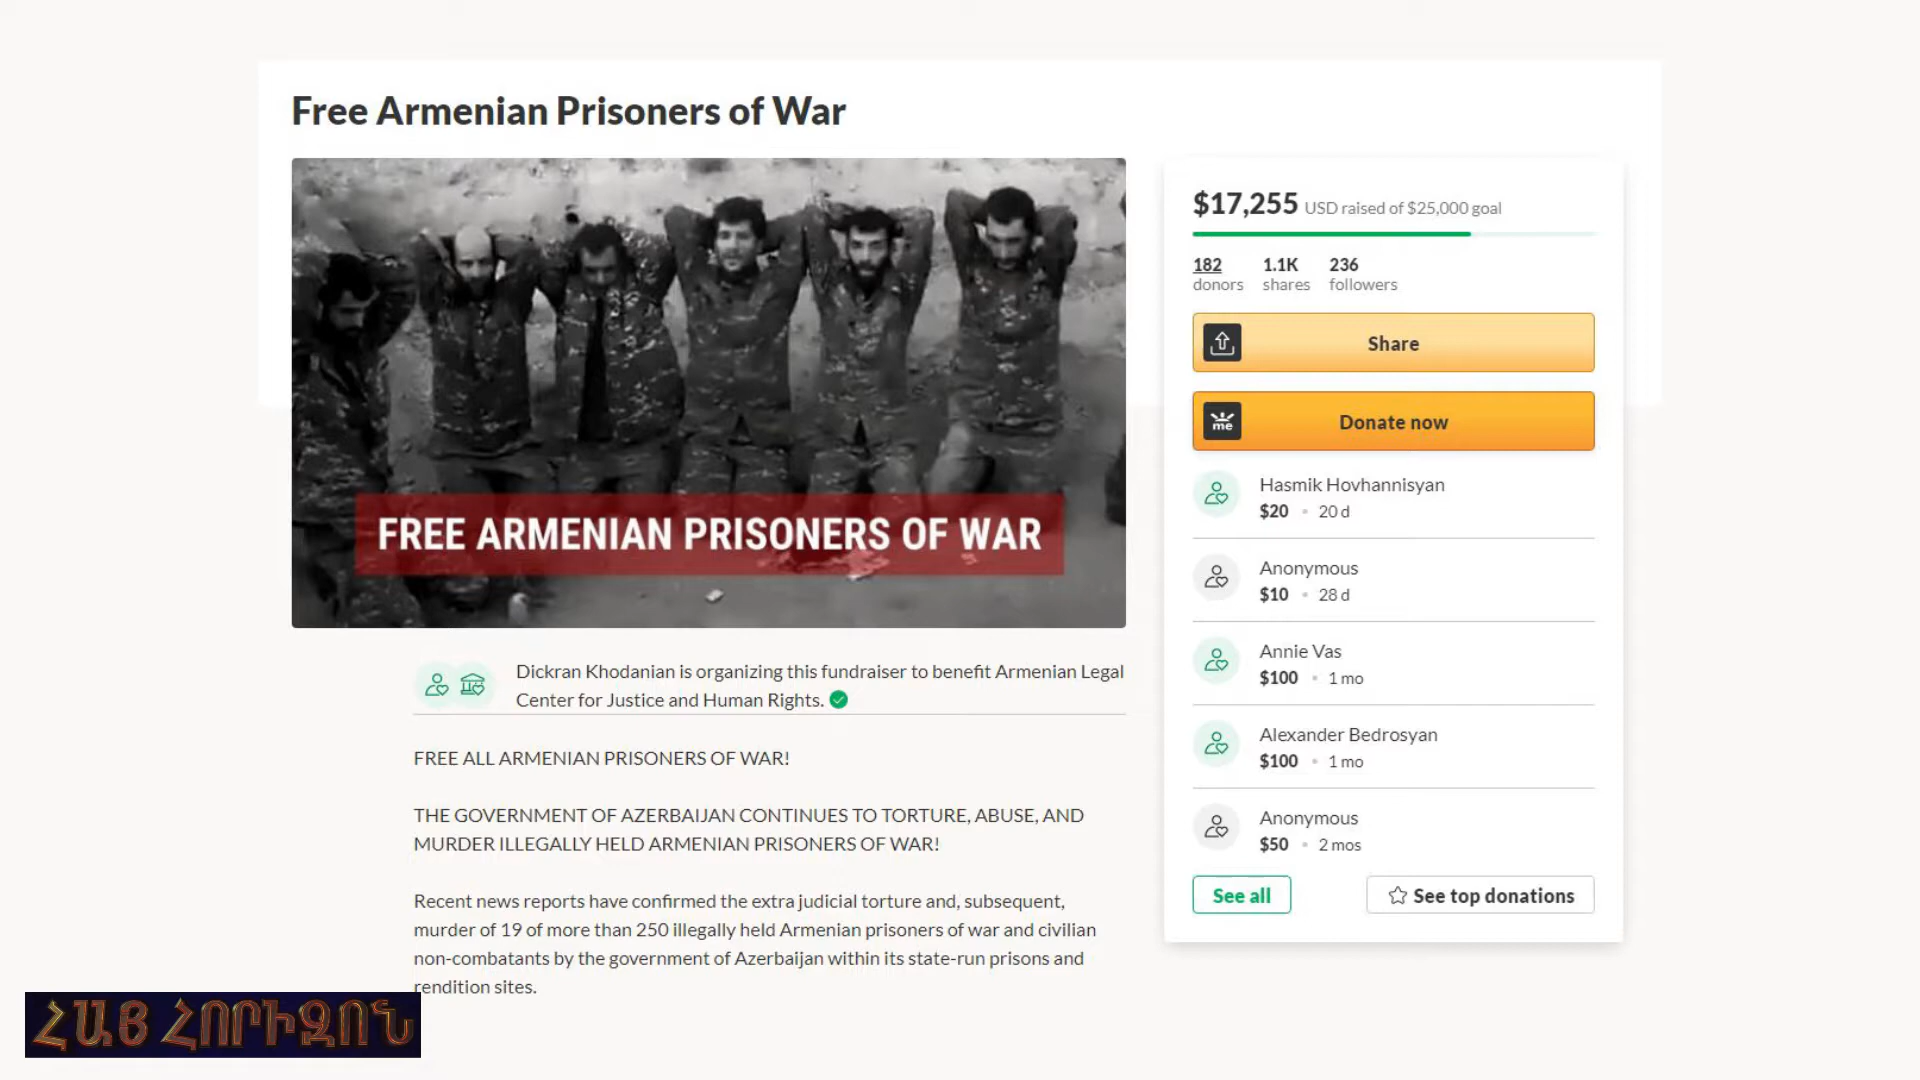 Free Armenian Prisoners of War
FREE ARMENIAN PRISONERS OF WAR
Dickran Khodanian is organizing this fundraiser to benefit Armenian Legal
Center for Justice and Human Rights.
FREE ALL ARMENIAN PRISONERS OF WAR!
THE GOVERNMENT OF AZERBAIJAN CONTINUES TO TORTURE, ABUSE, AND
MURDER ILLEGALLY HELD ARMENIAN PRISONERS OF WAR!
Recent news reports have confirmed the extra judicial torture and, subsequent,
murder of 19 of more than 250 illegally held Armenian prisoners of war and civilian
non-combatants by the government of Azerbaijan within its state-run prisons and
rendition sites.
$17,255 USD raised of $25,000 goal
182 1.1K 236
donors shares followers
Share
me Donate now
Hasmik Hovhannisyan
$20 • 20 d
Anonymous
$10 • 28 d
Annie Vas
$100 • 1 mo
Alexander Bedrosyan
$100 • 1 mo
Anonymous
$50 • 2 mos
See all See top donations
ՀԱՅ ՀՈՐԻԶՈՆ